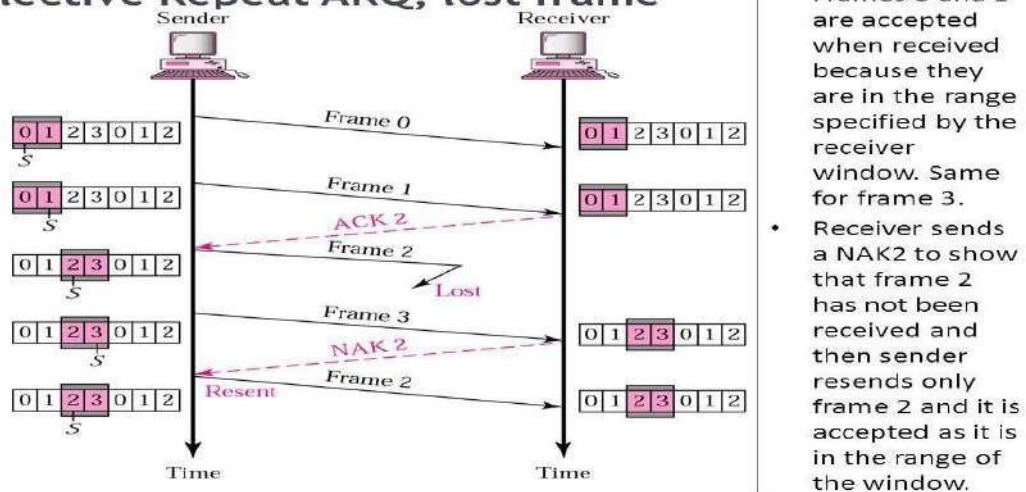 lective Repeat ARQ, lost frame
Sender
Receiver
0 1 2 3 0 1 2
S
Frame 0
0 1 2 3 0 1 2
0 1 2 3 0 1 2
S
Frame 1
0 1 2 3 0 1 2
ACK 2
0 1 2 3 0 1 2
S
Frame 2
Lost
0 1 2 3 0 1 2
S
Frame 3
0 1 2 3 0 1 2
NAK 2
0 1 2 3 0 1 2
S
Resent
Frame 2
0 1 2 3 0 1 2
Time
Time
are accepted
when received
because they
are in the range
specified by the
receiver
window. Same
for frame 3.
• Receiver sends
a NAK2 to show
that frame 2
has not been
received and
then sender
resends only
frame 2 and it is
accepted as it is
in the range of
the window.